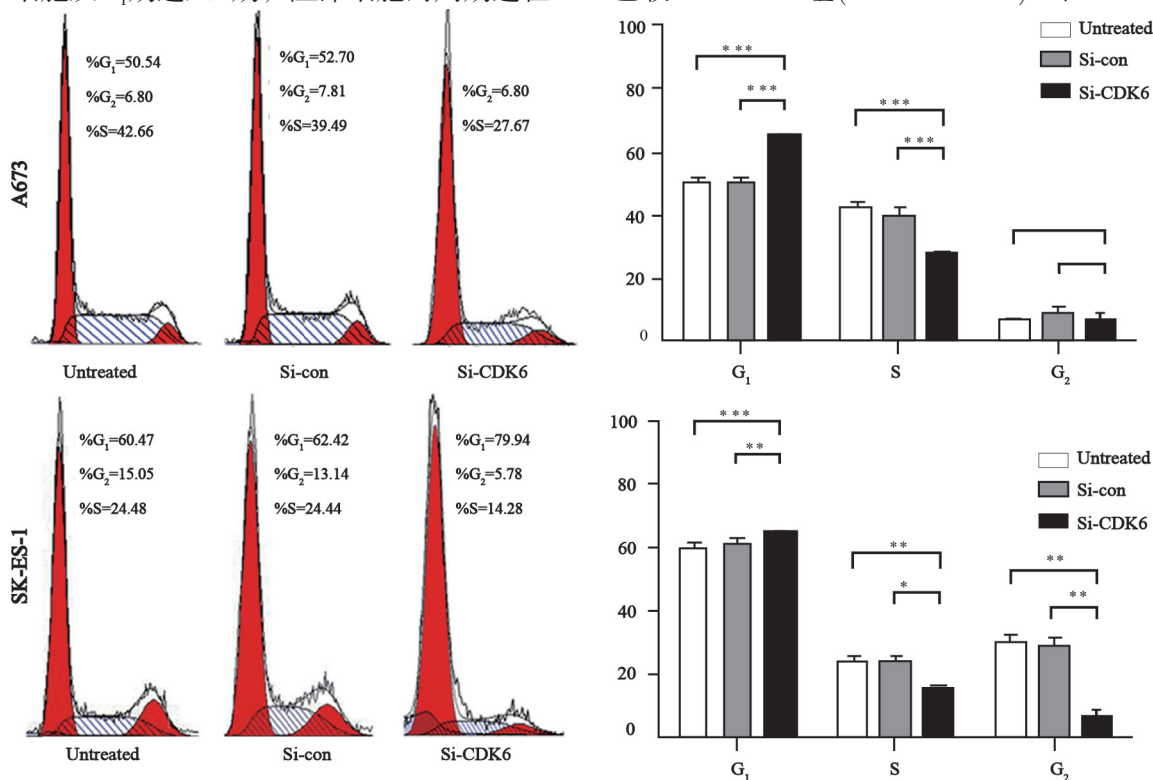 %G₁=50.54
%G₂=6.80
%S=42.66
%G₁=52.70
%G₂=7.81
%S=39.49
%G₂=6.80
%S=27.67
A673
Untreated
Si-con
Si-CDK6
100
80
60
40
20
0
***
***
***
***
Untreated
Si-con
Si-CDK6
G₁
S
G₂
%G₁=60.47
%G₂=15.05
%S=24.48
%G₁=62.42
%G₂=13.14
%S=24.44
%G₁=79.94
%G₂=5.78
%S=14.28
SK-ES-1
Untreated
Si-con
Si-CDK6
100
80
60
40
20
0
***
**
**
*
**
**
Untreated
Si-con
Si-CDK6
G₁
S
G₂